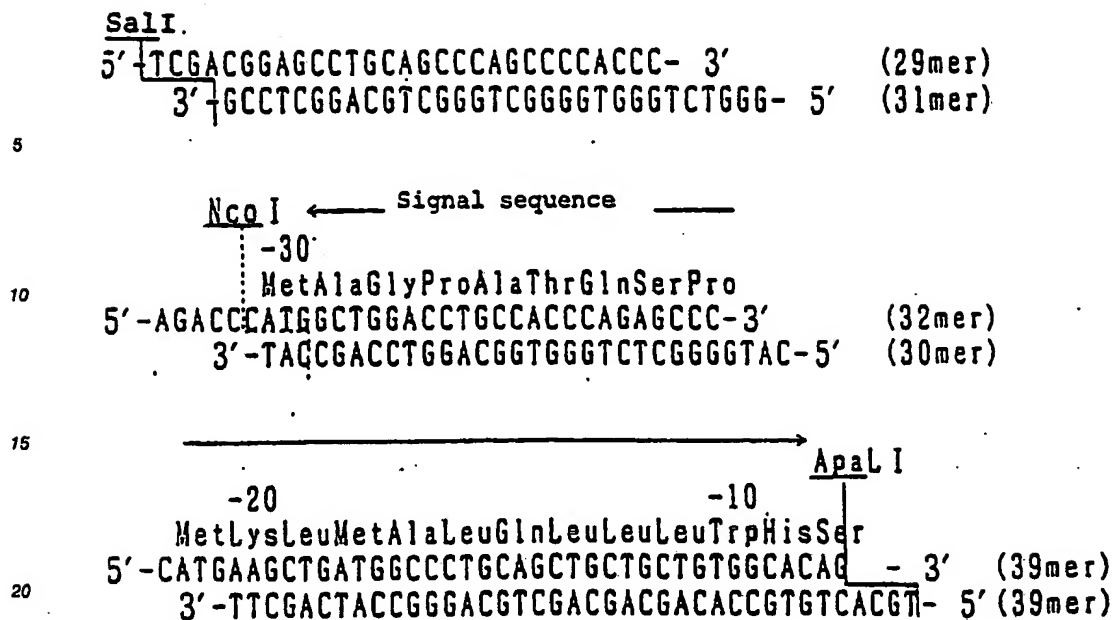 SalI.
5'-TCGACGGAGCCTGCAGCCCAGCCCCACCC- 3' (29mer)
3'-GCCTCGGACGTCGGGTCGGGGTGGGTCTGGG- 5' (31mer)
5
NcoI ← Signal sequence
-30
10
MetAlaGlyProAlaThrGlnSerPro
5'-AGACCCATGGCTGGACCTGCCACCCAGAGCCC-3' (32mer)
3'-TACCGACCTGGACGGTGGGTCTCGGGGTAC-5' (30mer)
15
ApaLI
-20 -10
MetLysLeuMetAlaLeuGlnLeuLeuLeuTrpHisSer
5'-CATGAAGCTGATGGCCCTGCAGCTGCTGCTGTGGCACAG - 3' (39mer)
20
3'-TTCGACTACCGGGACGTCGACGACGACACCGTGTCACGT- 5' (39mer)